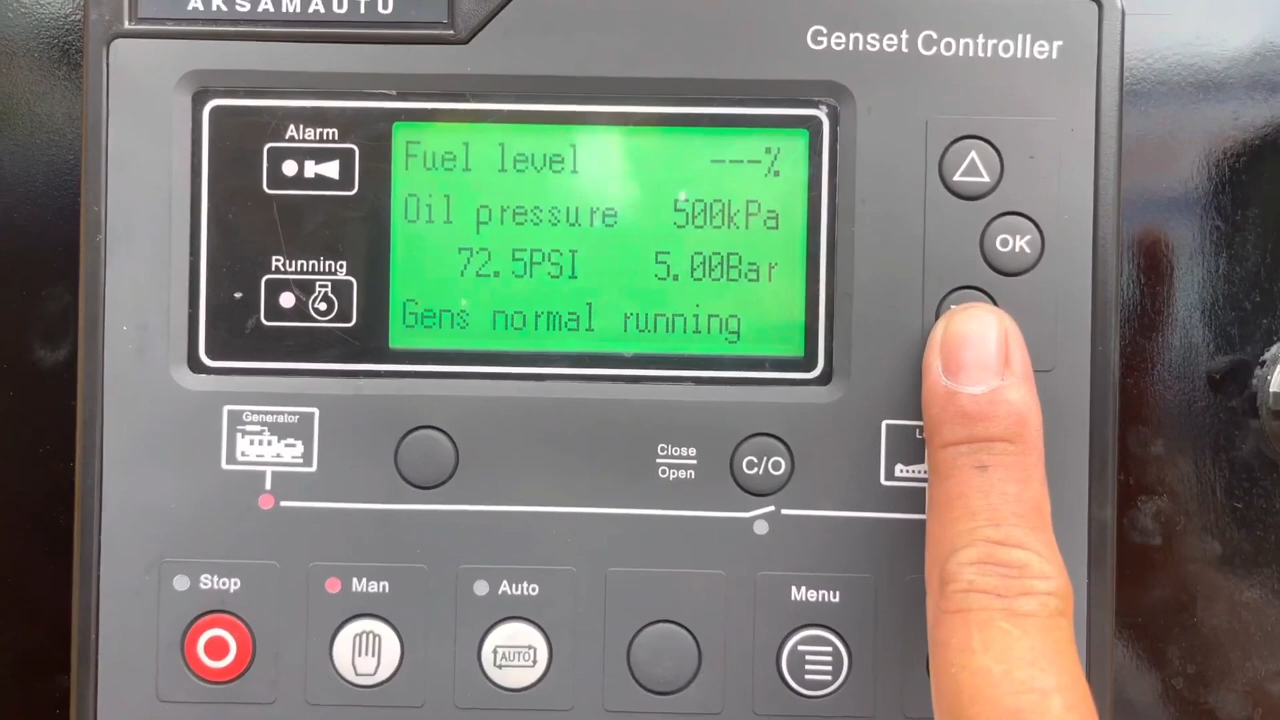 AKSAMAUTU
Genset Controller
Alarm
Fuel level ---%
Oil pressure 500kPa
72.5PSI 5.00Bar
Running
Gens normal running
OK
Generator
Close
Open
C/O
Stop
Man
Auto
Menu
AUTO